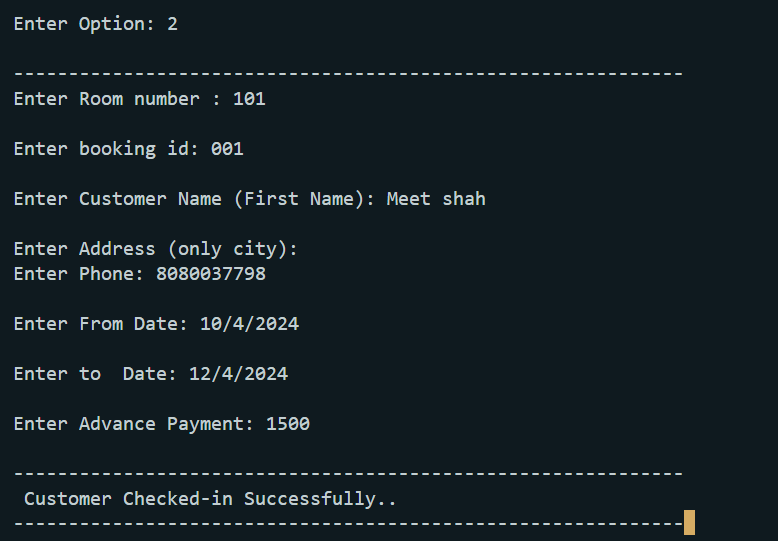 Enter Option: 2
-------------------------------------------------------------
Enter Room number : 101
Enter booking id: 001
Enter Customer Name (First Name): Meet shah
Enter Address (only city):
Enter Phone: 8080037798
Enter From Date: 10/4/2024
Enter to  Date: 12/4/2024
Enter Advance Payment: 1500
-------------------------------------------------------------
 Customer Checked-in Successfully..
-------------------------------------------------------------